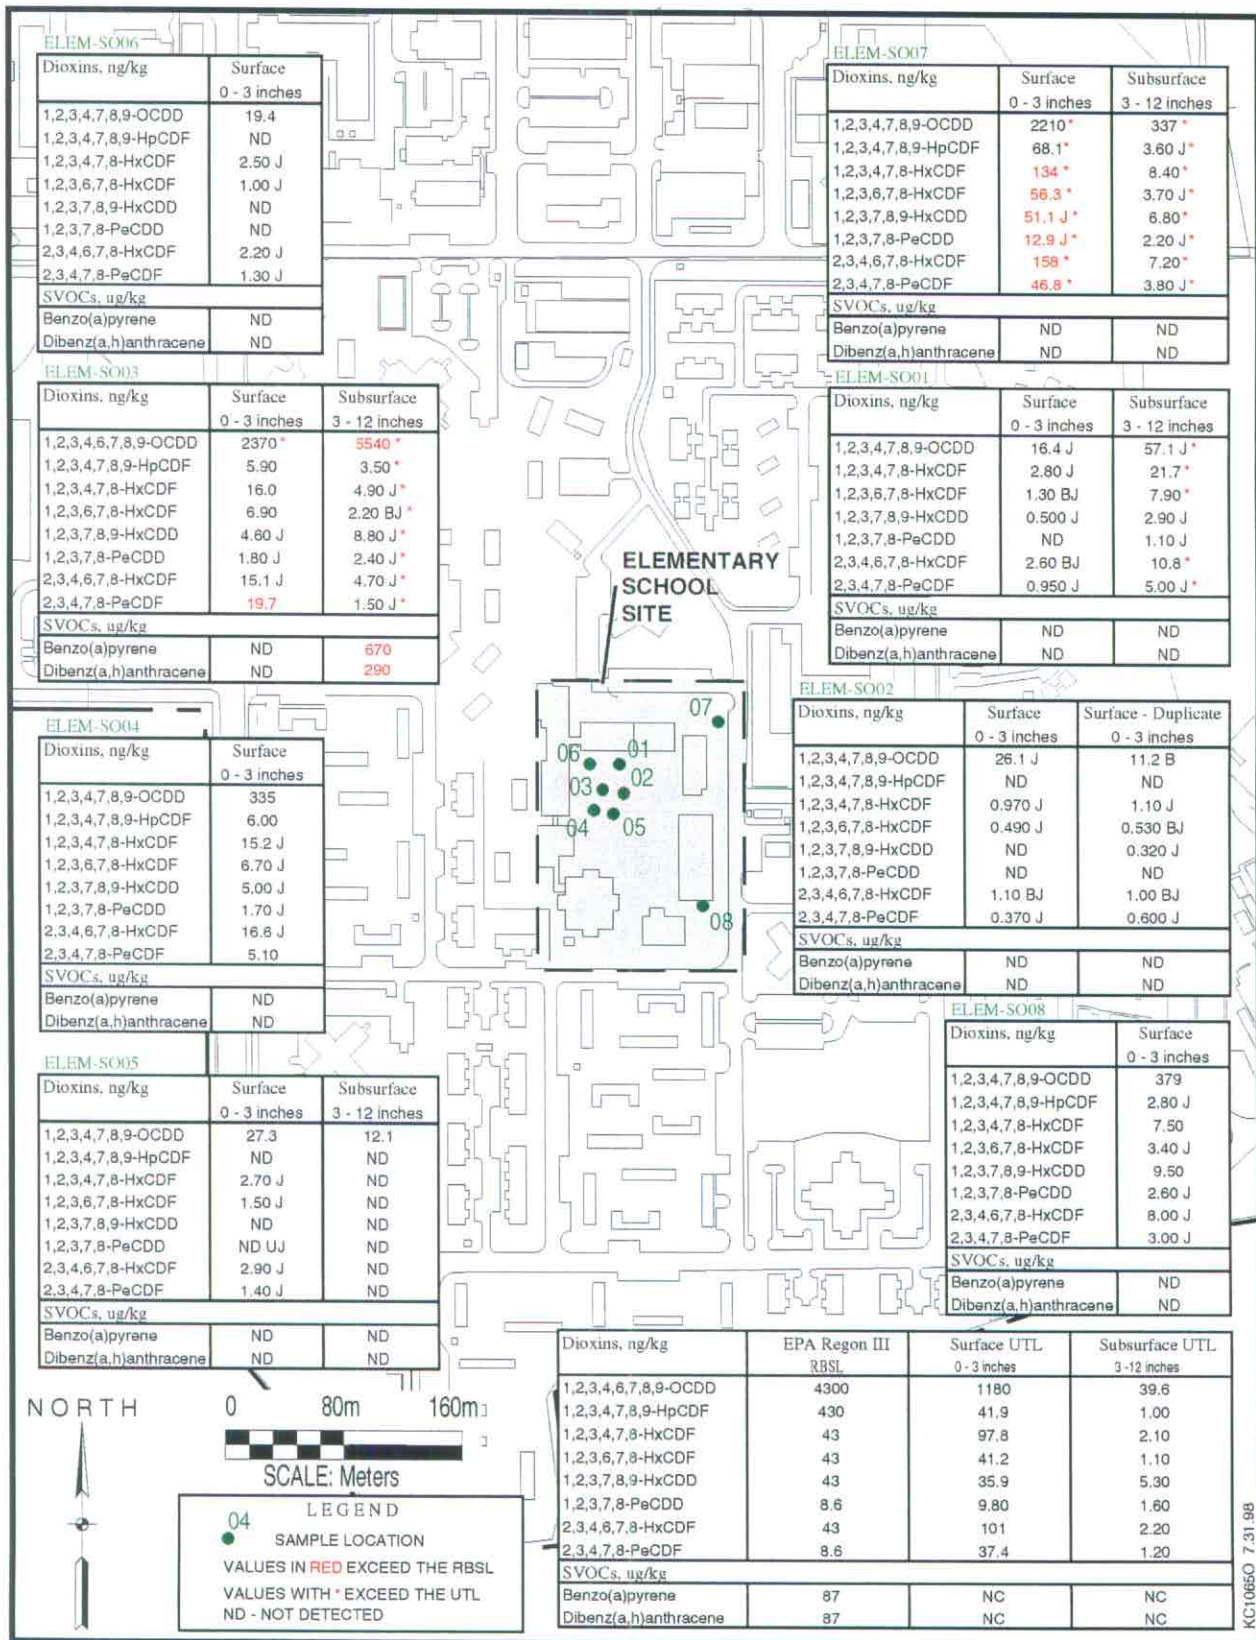 ELEM-SO06
Dioxins, ng/kg Surface
0 - 3 inches
1,2,3,4,7,8,9-OCDD 19.4
1,2,3,4,7,8,9-HpCDF ND
1,2,3,4,7,8-HxCDF 2.50 J
1,2,3,6,7,8-HxCDF 1.00 J
1,2,3,7,8,9-HxCDD ND
1,2,3,7,8-PeCDD ND
2,3,4,6,7,8-HxCDF 2.20 J
2,3,4,7,8-PeCDF 1.30 J
SVOCs, ug/kg
Benzo(a)pyrene ND
Dibenz(a,h)anthracene ND
ELEM-SO07
Dioxins, ng/kg Surface Subsurface
0 - 3 inches 3 - 12 inches
1,2,3,4,7,8,9-OCDD 2210 * 337 *
1,2,3,4,7,8,9-HpCDF 68.1 * 3.60 J *
1,2,3,4,7,8-HxCDF 134 * 8.40 *
1,2,3,6,7,8-HxCDF 56.3 * 3.70 J *
1,2,3,7,8,9-HxCDD 51.1 J * 6.80 *
1,2,3,7,8-PeCDD 12.9 J * 2.20 J *
2,3,4,6,7,8-HxCDF 158 * 7.20 *
2,3,4,7,8-PeCDF 46.8 * 3.80 J *
SVOCs, ug/kg
Benzo(a)pyrene ND ND
Dibenz(a,h)anthracene ND ND
ELEM-SO03
Dioxins, ng/kg Surface Subsurface
0 - 3 inches 3 - 12 inches
1,2,3,4,6,7,8,9-OCDD 2370 * 5540 *
1,2,3,4,7,8,9-HpCDF 5.90 3.50 *
1,2,3,4,7,8-HxCDF 16.0 4.90 J *
1,2,3,6,7,8-HxCDF 6.90 2.20 BJ *
1,2,3,7,8,9-HxCDD 4.60 J 8.80 J *
1,2,3,7,8-PeCDD 1.80 J 2.40 J *
2,3,4,6,7,8-HxCDF 15.1 J 4.70 J *
2,3,4,7,8-PeCDF 19.7 1.50 J *
SVOCs, ug/kg
Benzo(a)pyrene ND 670
Dibenz(a,h)anthracene ND 290
ELEM-SO01
Dioxins, ng/kg Surface Subsurface
0 - 3 inches 3 - 12 inches
1,2,3,4,7,8,9-OCDD 16.4 J 57.1 J *
1,2,3,4,7,8-HxCDF 2.80 J 21.7 *
1,2,3,6,7,8-HxCDF 1.30 BJ 7.90 *
1,2,3,7,8,9-HxCDD 0.500 J 2.90 J
1,2,3,7,8-PeCDD ND 1.10 J
2,3,4,6,7,8-HxCDF 2.60 BJ 10.8 *
2,3,4,7,8-PeCDF 0.950 J 5.00 J *
SVOCs, ug/kg
Benzo(a)pyrene ND ND
Dibenz(a,h)anthracene ND ND
ELEMENTARY
SCHOOL
SITE
07
06 01
03 02
04 05
08
ELEM-SO04
Dioxins, ng/kg Surface
0 - 3 inches
1,2,3,4,7,8,9-OCDD 335
1,2,3,4,7,8,9-HpCDF 6.00
1,2,3,4,7,8-HxCDF 15.2 J
1,2,3,6,7,8-HxCDF 6.70 J
1,2,3,7,8,9-HxCDD 5.00 J
1,2,3,7,8-PeCDD 1.70 J
2,3,4,6,7,8-HxCDF 16.6 J
2,3,4,7,8-PeCDF 5.10
SVOCs, ug/kg
Benzo(a)pyrene ND
Dibenz(a,h)anthracene ND
ELEM-SO02
Dioxins, ng/kg Surface Surface - Duplicate
0 - 3 inches 0 - 3 inches
1,2,3,4,7,8,9-OCDD 26.1 J 11.2 B
1,2,3,4,7,8,9-HpCDF ND ND
1,2,3,4,7,8-HxCDF 0.970 J 1.10 J
1,2,3,6,7,8-HxCDF 0.490 J 0.530 BJ
1,2,3,7,8,9-HxCDD ND 0.320 J
1,2,3,7,8-PeCDD ND ND
2,3,4,6,7,8-HxCDF 1.10 BJ 1.00 BJ
2,3,4,7,8-PeCDF 0.370 J 0.600 J
SVOCs, ug/kg
Benzo(a)pyrene ND ND
Dibenz(a,h)anthracene ND ND
ELEM-SO05
Dioxins, ng/kg Surface Subsurface
0 - 3 inches 3 - 12 inches
1,2,3,4,7,8,9-OCDD 27.3 12.1
1,2,3,4,7,8,9-HpCDF ND ND
1,2,3,4,7,8-HxCDF 2.70 J ND
1,2,3,6,7,8-HxCDF 1.50 J ND
1,2,3,7,8,9-HxCDD ND ND
1,2,3,7,8-PeCDD ND UJ ND
2,3,4,6,7,8-HxCDF 2.90 J ND
2,3,4,7,8-PeCDF 1.40 J ND
SVOCs, ug/kg
Benzo(a)pyrene ND ND
Dibenz(a,h)anthracene ND ND
ELEM-SO08
Dioxins, ng/kg Surface
0 - 3 inches
1,2,3,4,7,8,9-OCDD 379
1,2,3,4,7,8,9-HpCDF 2.80 J
1,2,3,4,7,8-HxCDF 7.50
1,2,3,6,7,8-HxCDF 3.40 J
1,2,3,7,8,9-HxCDD 9.50
1,2,3,7,8-PeCDD 2.60 J
2,3,4,6,7,8-HxCDF 8.00 J
2,3,4,7,8-PeCDF 3.00 J
SVOCs, ug/kg
Benzo(a)pyrene ND
Dibenz(a,h)anthracene ND
Dioxins, ng/kg EPA Regon III Surface UTL Subsurface UTL
RBSL 0 - 3 inches 3 -12 inches
1,2,3,4,6,7,8,9-OCDD 4300 1180 39.6
1,2,3,4,7,8,9-HpCDF 430 41.9 1.00
1,2,3,4,7,8-HxCDF 43 97.8 2.10
1,2,3,6,7,8-HxCDF 43 41.2 1.10
1,2,3,7,8,9-HxCDD 43 35.9 5.30
1,2,3,7,8-PeCDD 8.6 9.80 1.60
2,3,4,6,7,8-HxCDF 43 101 2.20
2,3,4,7,8-PeCDF 8.6 37.4 1.20
SVOCs, ug/kg
Benzo(a)pyrene 87 NC NC
Dibenz(a,h)anthracene 87 NC NC
NORTH
0 80m 160m
SCALE: Meters
LEGEND
04
SAMPLE LOCATION
VALUES IN RED EXCEED THE RBSL
VALUES WITH * EXCEED THE UTL
ND - NOT DETECTED
KC1065O 7.31.98